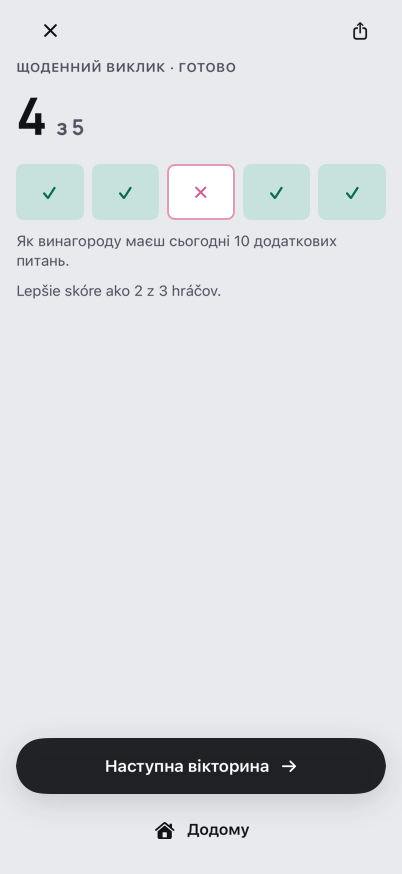 ЩОДЕННИЙ ВИКЛИК · ГОТОВО
4 з 5
Як винагороду маєш сьогодні 10 додаткових
питань.
Lepšie skóre ako 2 z 3 hráčov.
Наступна вікторина →
Додому